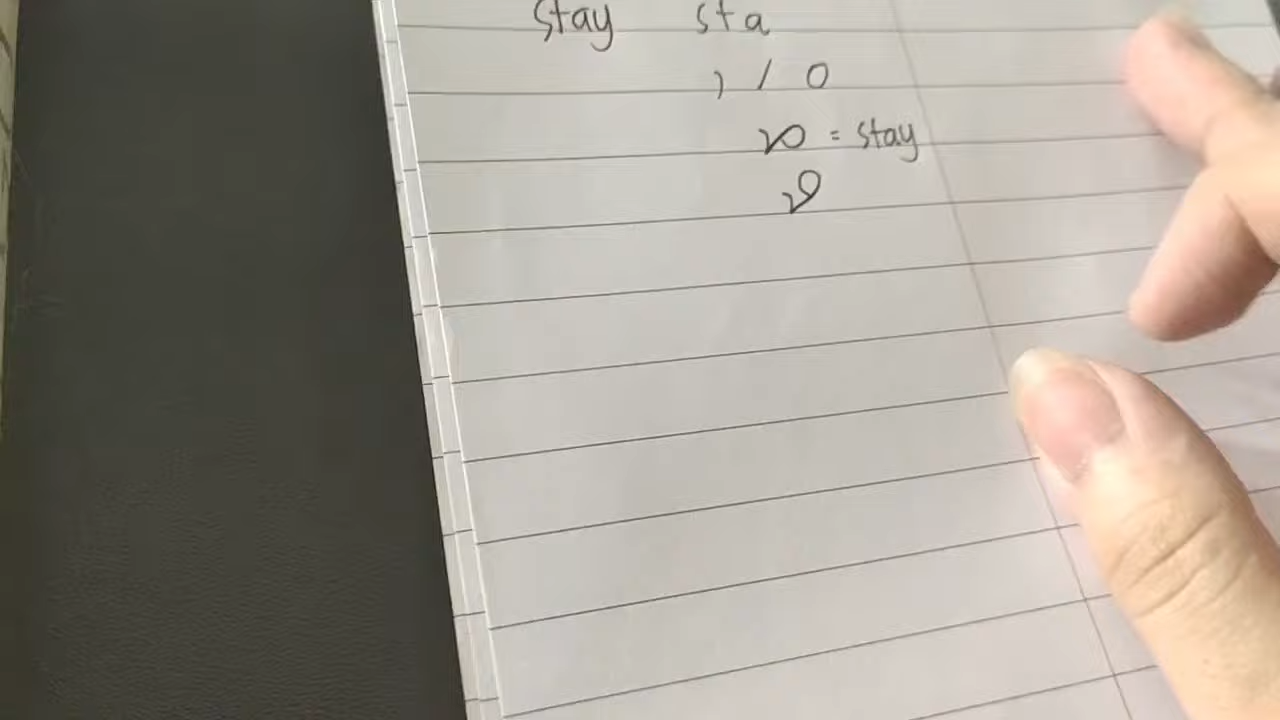 stay sta
) / o
= stay